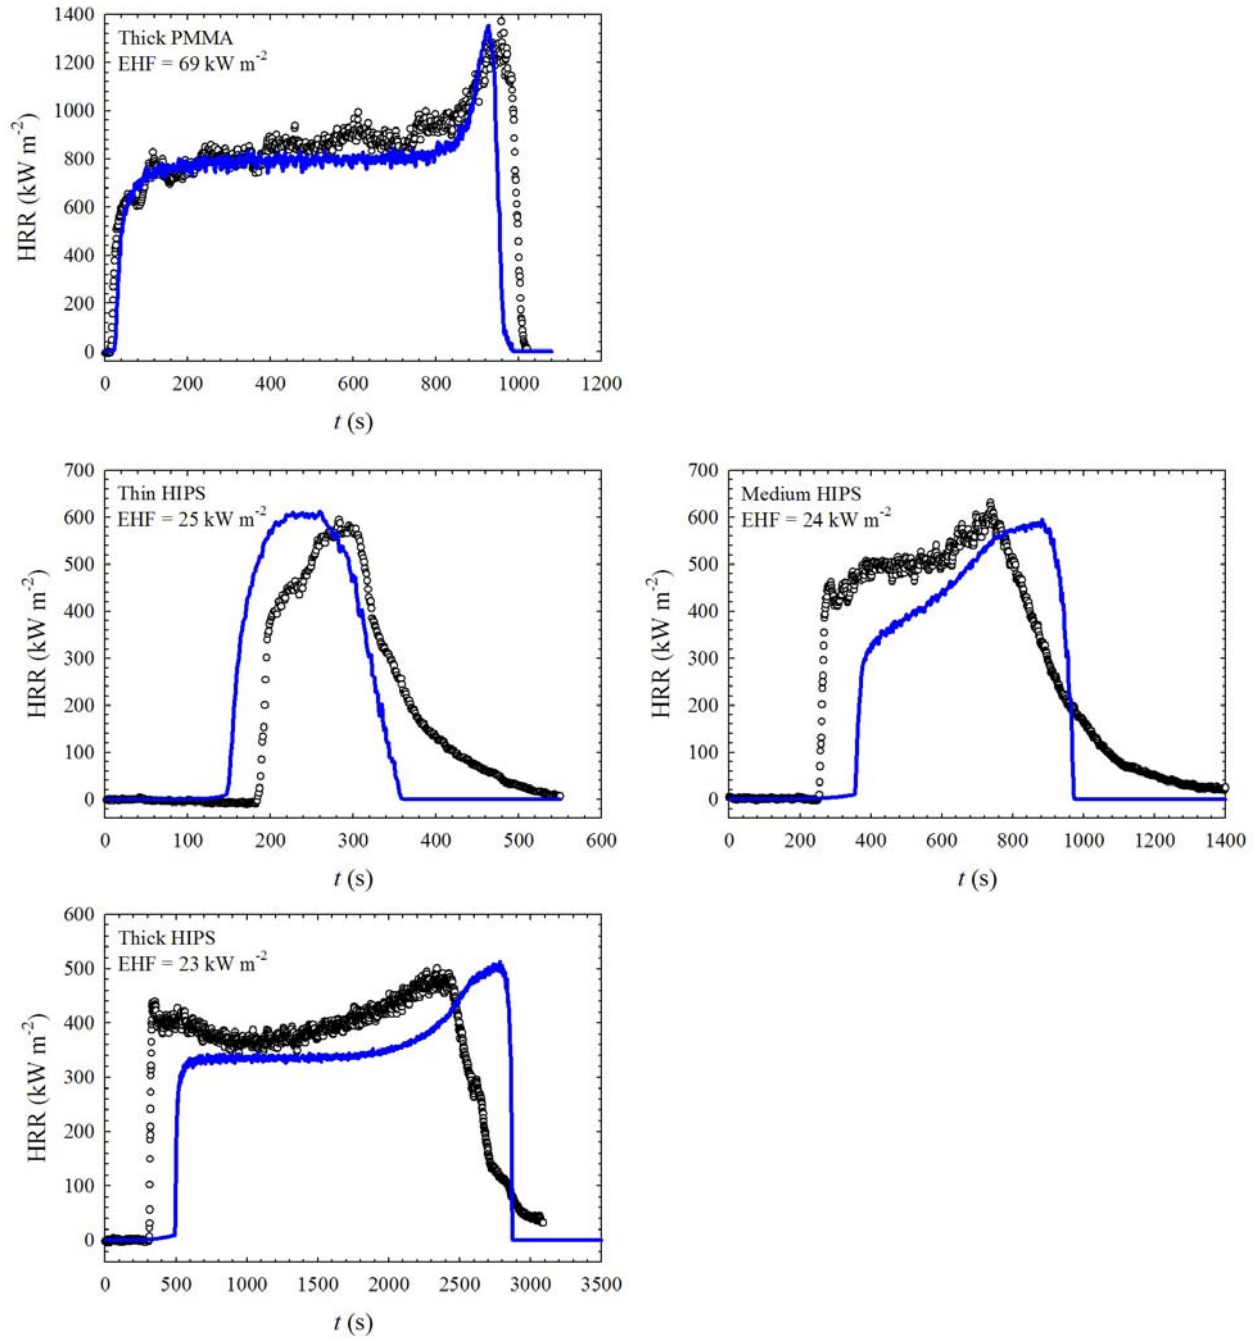 1400
1200
1000
800
600
400
200
0
HRR (kW m-2)
Thick PMMA
EHF = 69 kW m-2
0 200 400 600 800 1000 1200
t (s)
700
600
500
400
300
200
100
0
HRR (kW m-2)
Thin HIPS
EHF = 25 kW m-2
0 100 200 300 400 500 600
t (s)
700
600
500
400
300
200
100
0
HRR (kW m-2)
Medium HIPS
EHF = 24 kW m-2
0 200 400 600 800 1000 1200 1400
t (s)
600
500
400
300
200
100
0
HRR (kW m-2)
Thick HIPS
EHF = 23 kW m-2
0 500 1000 1500 2000 2500 3000 3500
t (s)